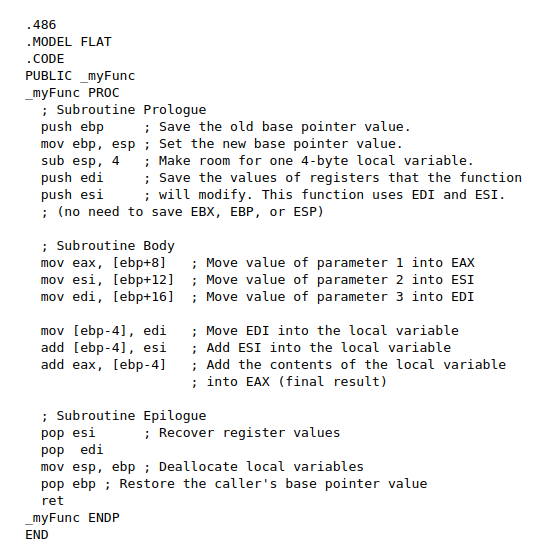 .486
.MODEL FLAT
.CODE
PUBLIC _myFunc
_myFunc PROC
  ; Subroutine Prologue
  push ebp     ; Save the old base pointer value.
  mov ebp, esp ; Set the new base pointer value.
  sub esp, 4   ; Make room for one 4-byte local variable.
  push edi     ; Save the values of registers that the function
  push esi     ; will modify. This function uses EDI and ESI.
  ; (no need to save EBX, EBP, or ESP)

  ; Subroutine Body
  mov eax, [ebp+8]   ; Move value of parameter 1 into EAX
  mov esi, [ebp+12]  ; Move value of parameter 2 into ESI
  mov edi, [ebp+16]  ; Move value of parameter 3 into EDI

  mov [ebp-4], edi   ; Move EDI into the local variable
  add [ebp-4], esi   ; Add ESI into the local variable
  add eax, [ebp-4]   ; Add the contents of the local variable
                     ; into EAX (final result)

  ; Subroutine Epilogue
  pop esi      ; Recover register values
  pop  edi
  mov esp, ebp ; Deallocate local variables
  pop ebp ; Restore the caller's base pointer value
  ret
_myFunc ENDP
END